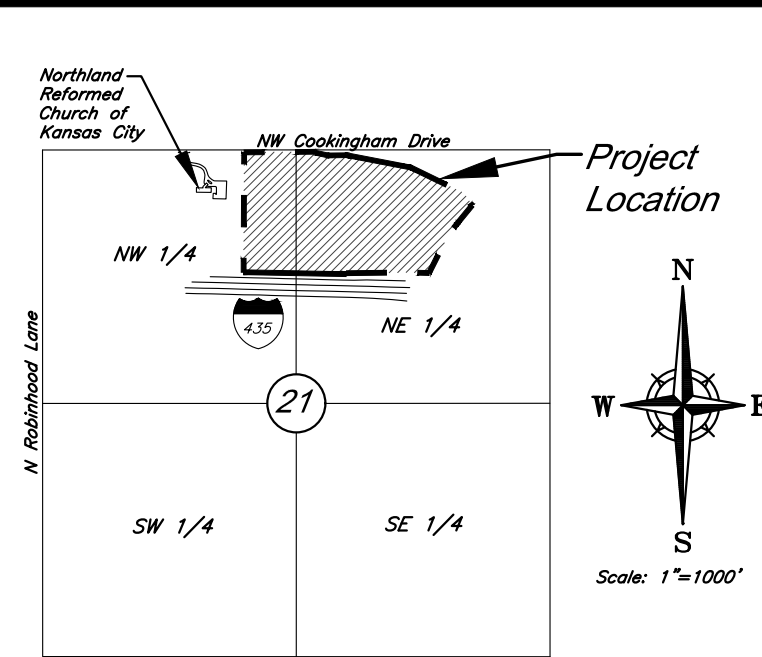 Northland
Reformed
Church of
Kansas City
NW Cookingham Drive
Project
Location
NW 1/4
435
NE 1/4
N Robinhood Lane
21
SW 1/4
SE 1/4
N
W
E
S
Scale: 1"=1000'